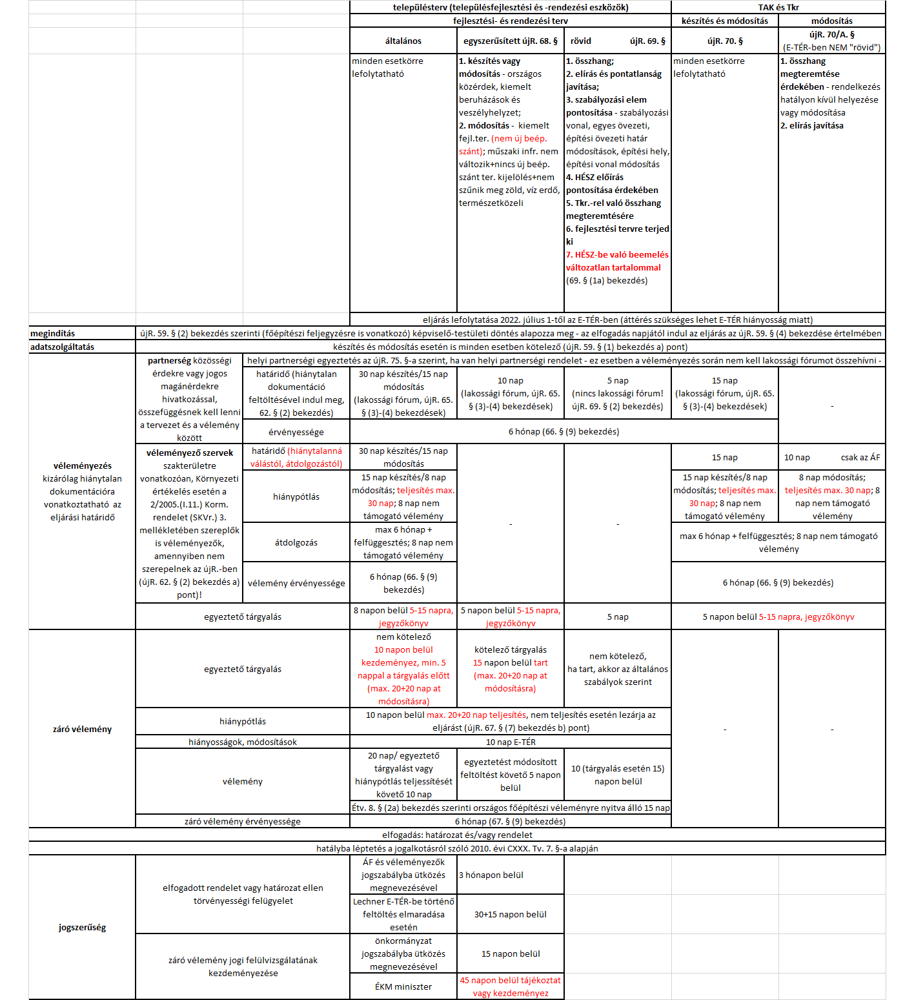 településterv (településfejlesztési és -rendezési eszközök)
TAK és Tkr
fejlesztési- és rendezési terv
készítés és módosítás
módosítás
általános
egyszerűsített újR. 68. §
rövid újR. 69. §
újR. 70. §
újR. 70/A. §
(E-TÉR-ben NEM "rövid")
minden esetkörre
lefolytatható
1. készítés vagy
módosítás - országos
közérdek, kiemelt
beruházások és
veszélyhelyzet;
2. módosítás - kiemelt
fejl.ter. (nem új beép.
szánt); műszaki infr. nem
változik+nincs új beép.
szánt ter. kijelölés+nem
szűnik meg zöld, víz erdő,
természetközeli
1. összhang;
2. elírás és pontatlanság
javítása;
3. szabályozási elem
pontosítása - szabályozási
vonal, egyes övezeti,
építési övezeti határ
módosítások, építési hely,
építési vonal módosítás
4. HÉSZ előírás
pontosítása érdekében
5. Tkr.-rel való összhang
megteremtésére
6. fejlesztési tervre terjed
ki
7. HÉSZ-be való beemelés
változatlan tartalommal
(69. § (1a) bekezdés)
minden esetkörre
lefolytatható
1. összhang
megteremtése
érdekében - rendelkezés
hatályon kívül helyezése
vagy módosítása
2. elírás javítása
eljárás lefolytatása 2022. július 1-től az E-TÉR-ben (áttérés szükséges lehet E-TÉR hiányosság miatt)
megindítás
újR. 59. § (2) bekezdés szerinti (főépítészi feljegyzésre is vonatkozó) képviselő-testületi döntés alapozza meg - az elfogadás napjától indul az eljárás az újR. 59. § (4) bekezdése értelmében
adatszolgáltatás
készítés és módosítás esetén is minden esetben kötelező (újR. 59. § (1) bekezdés a) pont)
véleményezés
kizárólag hiánytalan
dokumentációra
vonatkoztatható az
eljárási határidő
partnerség közösségi
érdekre vagy jogos
magánérdekre
hivatkozással,
összefüggésnek kell lenni
a tervezet és a vélemény
között
helyi partnerségi egyeztetés az újR. 75. §-a szerint, ha van helyi partnerségi rendelet - ez esetben a véleményezés során nem kell lakossági fórumot összehívni -
határidő (hiánytalan
dokumentáció
feltöltésével indul meg,
62. § (2) bekezdés)
30 nap készítés/15 nap
módosítás
(lakossági fórum, újR. 65.
§ (3)-(4) bekezdések)
10 nap
(lakossági fórum, újR. 65.
§ (3)-(4) bekezdések)
5 nap
(nincs lakossági fórum!
újR. 69. § (2) bekezdés)
15 nap
(lakossági fórum, újR. 65.
§ (3)-(4) bekezdések)
-
érvényessége
6 hónap (66. § (9) bekezdés)
véleményező szervek
szakterületre
vonatkozóan, Környezeti
értékelés esetén a
2/2005.(I.11.) Korm.
rendelet (SKVr.) 3.
mellékletében szereplők
is véleményezők,
amennyiben nem
szerepelnek az újR.-ben
(újR. 62. § (2) bekezdés a)
pont)!
határidő (hiánytalanná
válástól, átdolgozástól)
30 nap készítés/15 nap
módosítás
-
-
15 nap
10 nap csak az ÁF
hiánypótlás
15 nap készítés/8 nap
módosítás; teljesítés max.
30 nap; 8 nap nem
támogató vélemény
15 nap készítés/8 nap
módosítás; teljesítés max.
30 nap; 8 nap nem
támogató vélemény
8 nap módosítás;
teljesítés max. 30 nap; 8
nap nem támogató
vélemény
átdolgozás
max 6 hónap +
felfüggesztés; 8 nap nem
támogató vélemény
max 6 hónap + felfüggesztés; 8 nap nem támogató
vélemény
vélemény érvényessége
6 hónap (66. § (9)
bekezdés)
6 hónap (66. § (9) bekezdés)
egyeztető tárgyalás
8 napon belül 5-15 napra,
jegyzőkönyv
5 napon belül 5-15 napra,
jegyzőkönyv
5 nap
5 napon belül 5-15 napra, jegyzőkönyv
záró vélemény
egyeztető tárgyalás
nem kötelező
10 napon belül
kezdeményez, min. 5
nappal a tárgyalás előtt
(max. 20+20 nap at
módosításra)
kötelező tárgyalás
15 napon belül tart
(max. 20+20 nap at
módosításra)
nem kötelező,
ha tart, akkor az általános
szabályok szerint
-
-
hiánypótlás
10 napon belül max. 20+20 nap teljesítés, nem teljesítés esetén lezárja az
eljárást (újR. 67. § (7) bekezdés b) pont)
hiányosságok, módosítások
10 nap E-TÉR
vélemény
20 nap/ egyeztető
tárgyalást vagy
hiánypótlás teljessítését
követő 10 nap
egyeztetést módosított
feltöltést követő 5 napon
belül
10 (tárgyalás esetén 15)
napon belül
Étv. 8. § (2a) bekezdés szerinti országos főépítészi véleményre nyitva álló 15 nap
záró vélemény érvényessége
6 hónap (67. § (9) bekezdés)
elfogadás: határozat és/vagy rendelet
hatályba léptetés a jogalkotásról szóló 2010. évi CXXX. Tv. 7. §-a alapján
jogszerűség
elfogadott rendelet vagy határozat ellen
törvényességi felügyelet
ÁF és véleményezők
jogszabályba ütközés
megnevezésével
3 hónapon belül
Lechner E-TÉR-be történő
feltöltés elmaradása
esetén
30+15 napon belül
záró vélemény jogi felülvizsgálatának
kezdeményezése
önkormányzat
jogszabályba ütközés
megnevezésével
15 napon belül
ÉKM miniszter
45 napon belül tájékoztat
vagy kezdeményez